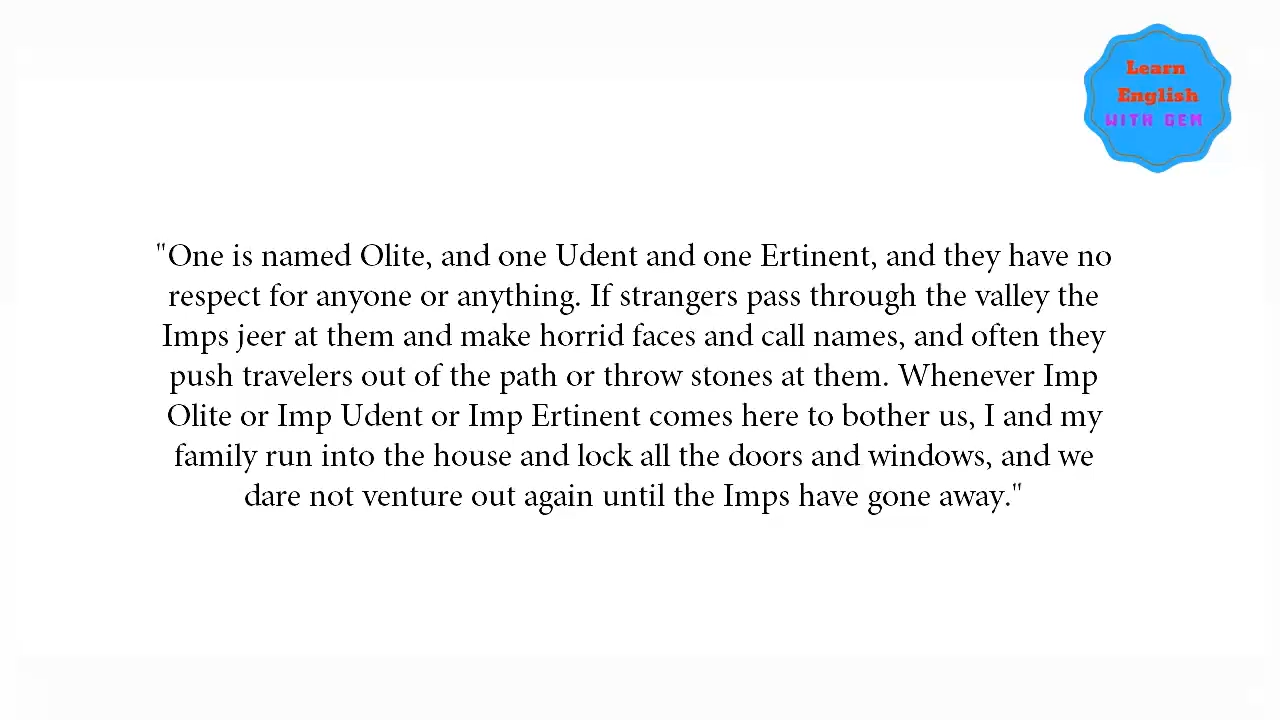 Learn
English
WITH GEM
"One is named Olite, and one Udent and one Ertinent, and they have no
respect for anyone or anything. If strangers pass through the valley the
Imps jeer at them and make horrid faces and call names, and often they
push travelers out of the path or throw stones at them. Whenever Imp
Olite or Imp Udent or Imp Ertinent comes here to bother us, I and my
family run into the house and lock all the doors and windows, and we
dare not venture out again until the Imps have gone away."